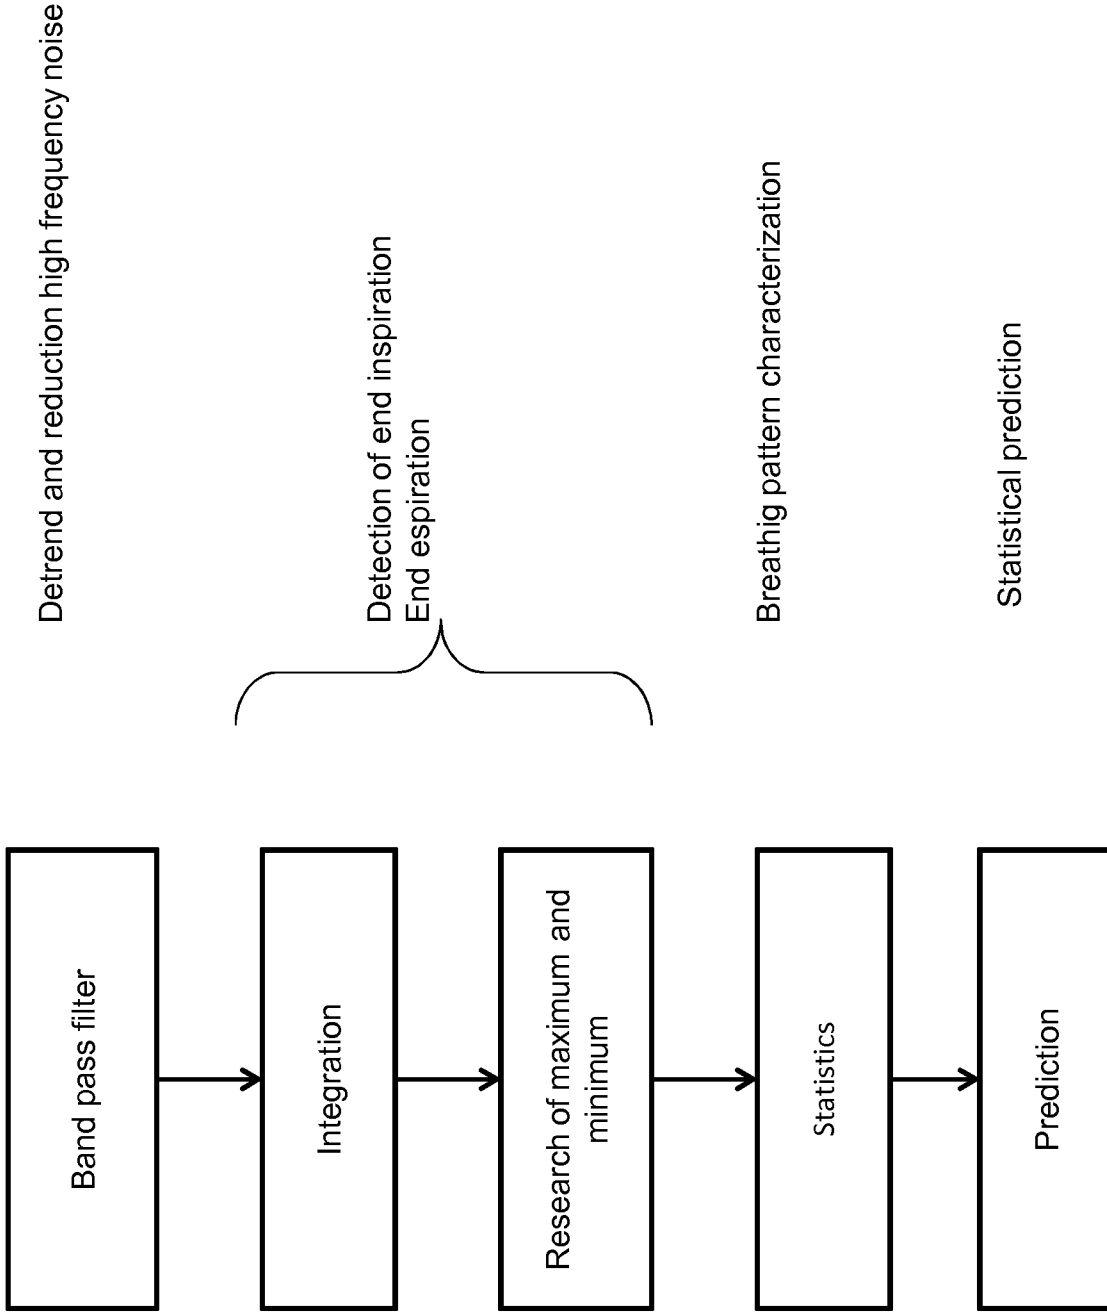 Band pass filter
Detrend and reduction high frequency noise
Integration
Research of maximum and
minimum
Detection of end inspiration
End espiration
Statistics
Breathig pattern characterization
Prediction
Statistical prediction